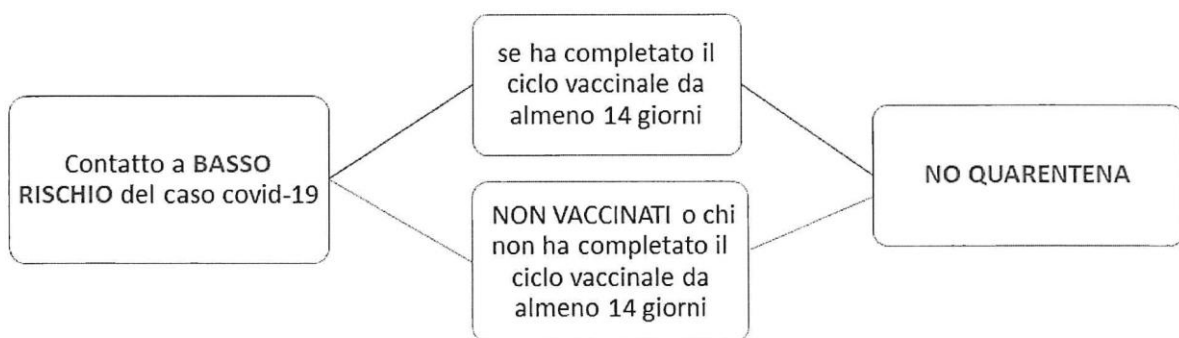 Contatto a BASSO
RISCHIO del caso covid-19
se ha completato il
ciclo vaccinale da
almeno 14 giorni
NON VACCINATI o chi
non ha completato il
ciclo vaccinale da
almeno 14 giorni
NO QUARENTENA